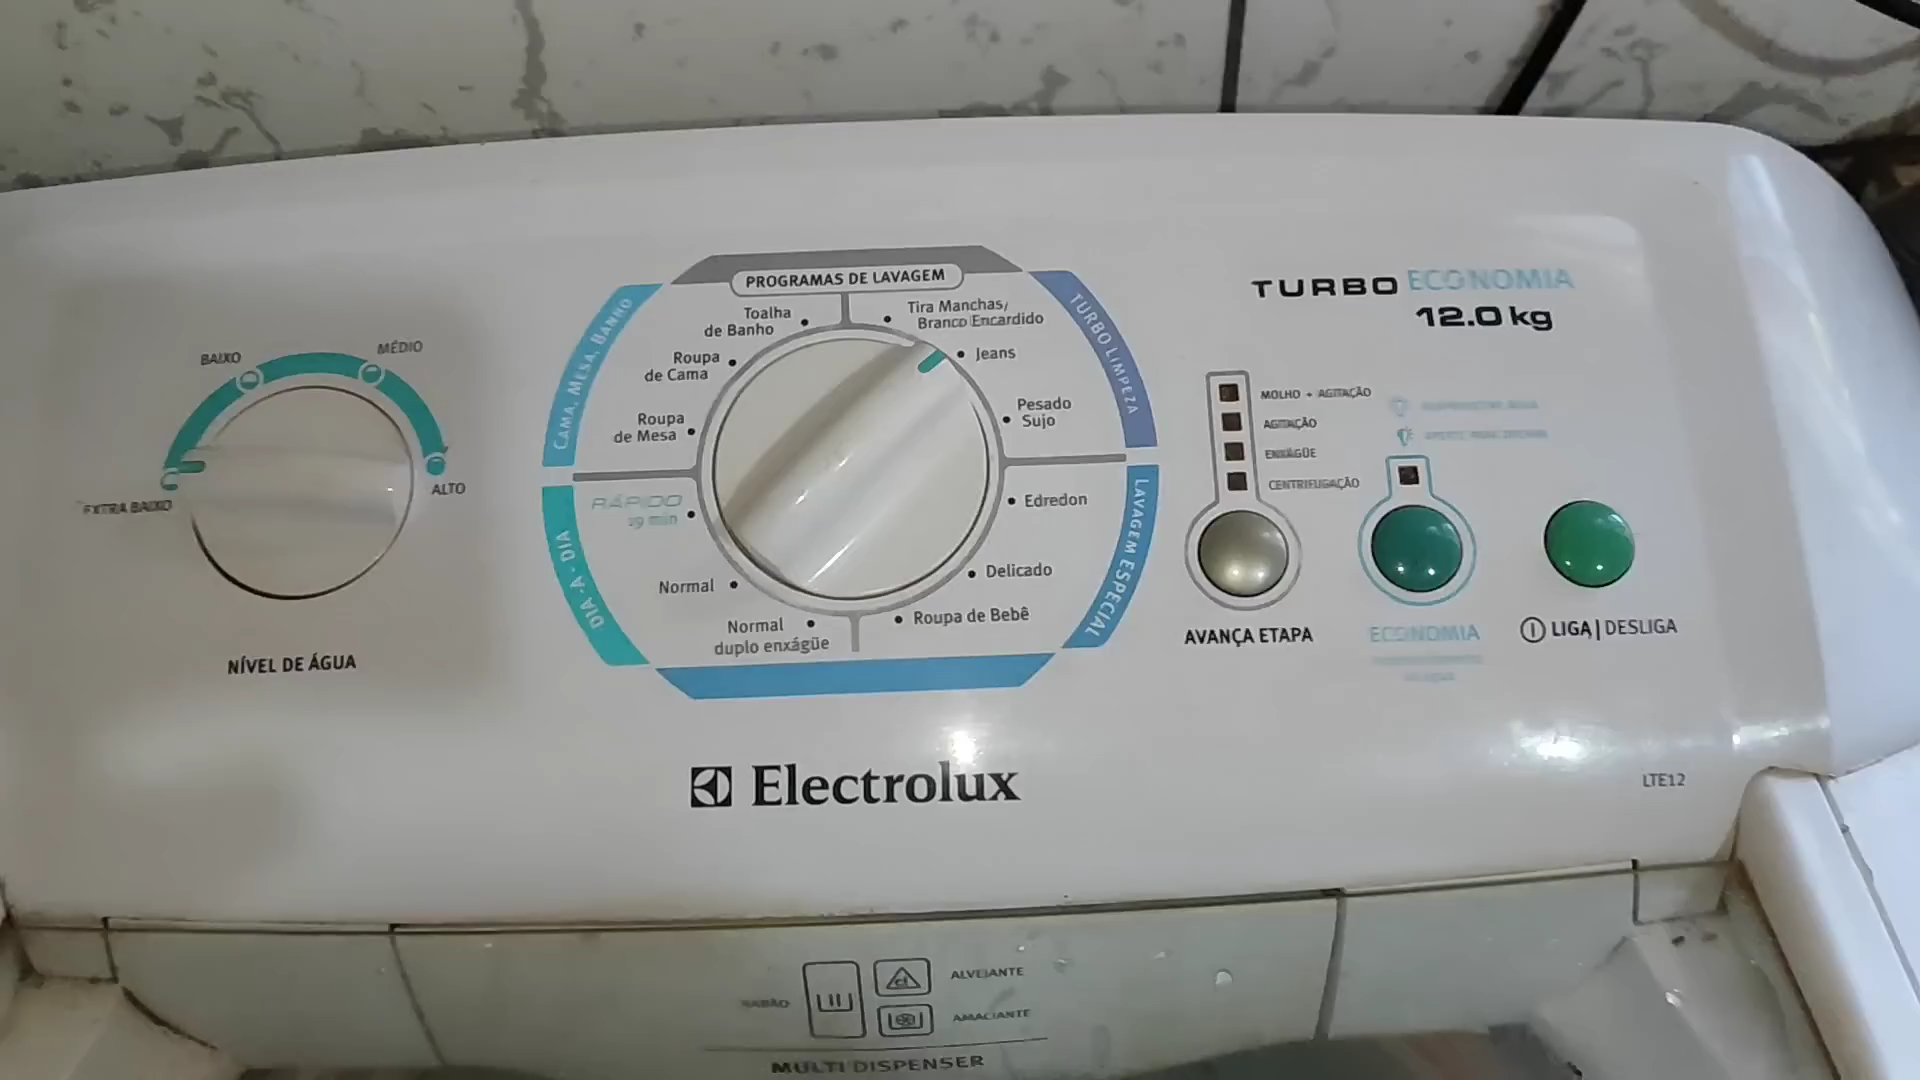 BAIXO
MÉDIO
EXTRA BAIXO
ALTO
NÍVEL DE ÁGUA
PROGRAMAS DE LAVAGEM
CAMA, MESA, BANHO
Toalha
de Banho
Roupa
de Cama
Roupa
de Mesa
DIA-A-DIA
RÁPIDO
19 min
Normal
Normal
duplo enxágüe
TURBO LIMPEZA
Tira Manchas/
Branco Encardido
Jeans
Pesado
Sujo
LAVAGEM ESPECIAL
Edredon
Delicado
Roupa de Bebê
TURBO ECONOMIA
12.0 kg
MOLHO + AGITAÇÃO
AGITAÇÃO
ENXÁGÜE
CENTRIFUGAÇÃO
AVANÇA ETAPA
ECONOMIA
LIGA|DESLIGA
Electrolux
LTE12
SABÃO
cl
ALVEJANTE
AMACIANTE
MULTI DISPENSER